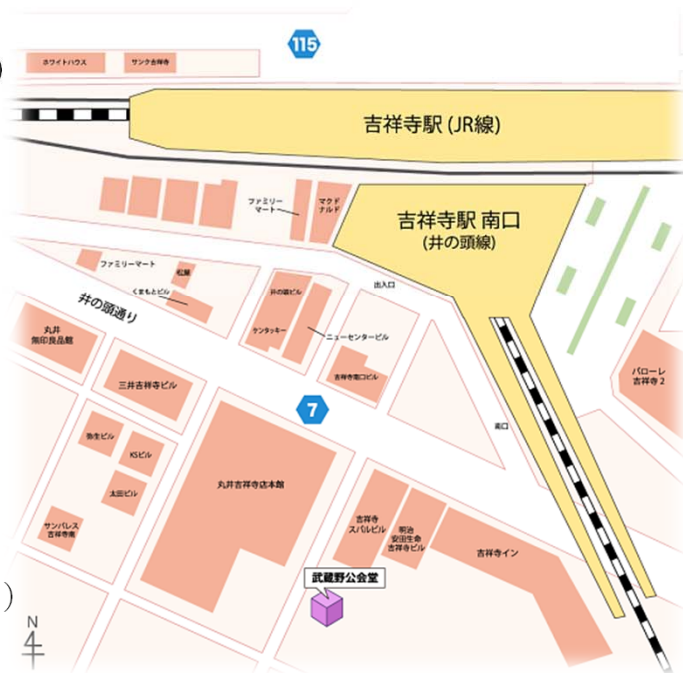 115
ホワイトハウス
サンク吉祥寺
吉祥寺駅 (JR線)
ファミリー
マート
マクド
ナルド
吉祥寺駅 南口
(井の頭線)
ファミリーマート
松屋
くまもとビル
井の頭通り
井の頭ビル
ケンタッキー
ニューセンタービル
吉祥寺南口ビル
出入口
南口
丸井
無印良品館
三井吉祥寺ビル
パローレ
吉祥寺2
7
弥生ビル
KSビル
太田ビル
サンパレス
吉祥寺南
丸井吉祥寺店本館
吉祥寺
スバルビル
明治
安田生命
吉祥寺ビル
吉祥寺イン
武蔵野公会堂
N